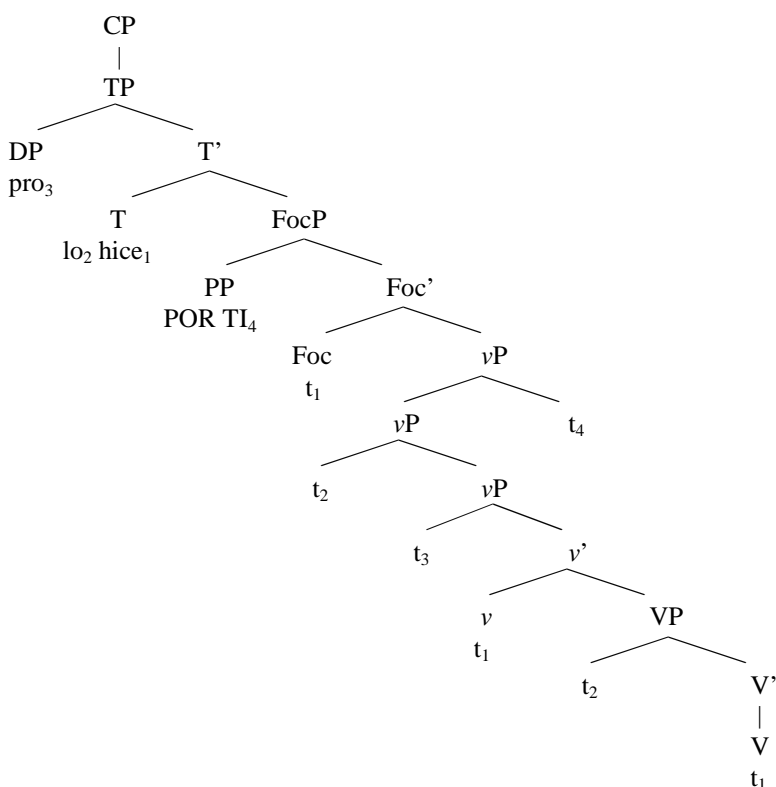 CP
TP
DP T’
pro₃
T FocP
lo₂ hice₁
PP Foc’
POR TI₄
Foc vP
t₁
vP t₄
t₂ vP
t₃ v’
v VP
t₁
t₂ V’
V
t₁